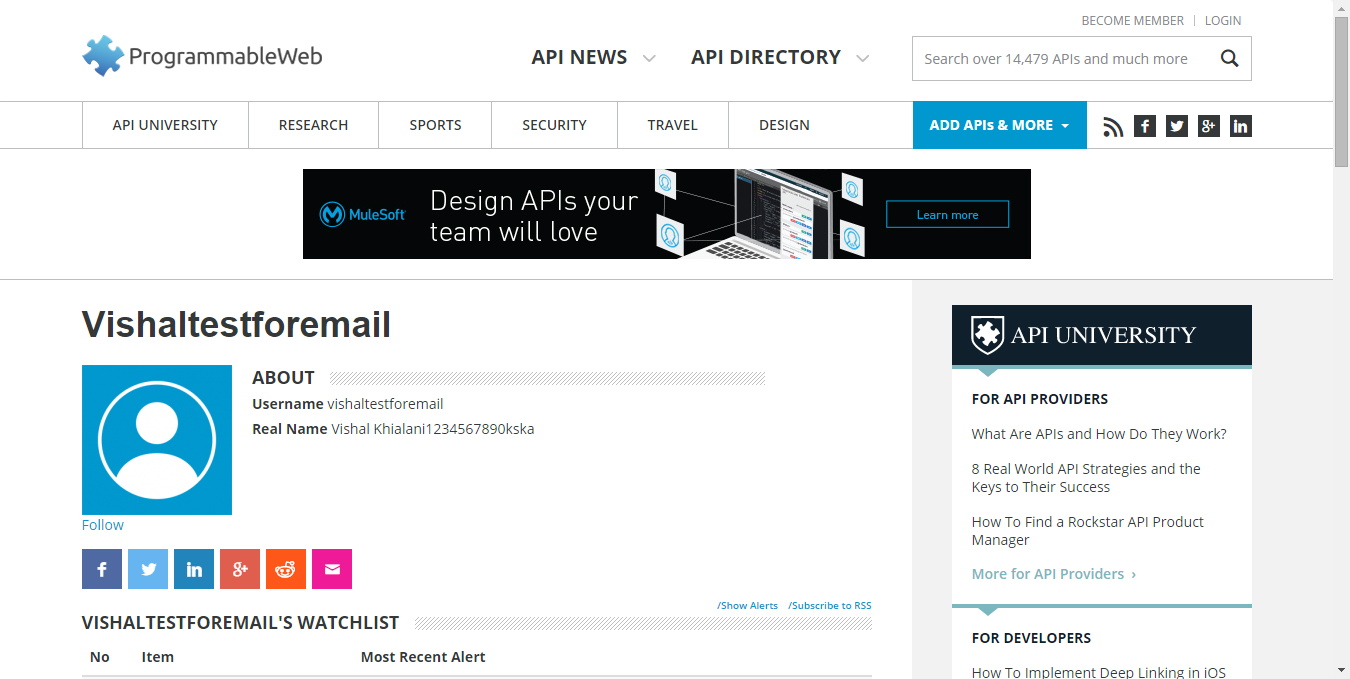 BECOME MEMBER | LOGIN
ProgrammableWeb
API NEWS
API DIRECTORY
Search over 14,479 APIs and much more
API UNIVERSITY
RESEARCH
SPORTS
SECURITY
TRAVEL
DESIGN
ADD APIs & MORE
MuleSoft
Design APIs your
team will love
Learn more
Vishaltestforemail
ABOUT
Username vishaltestforemail
Real Name Vishal Khialani1234567890kska
Follow
/Show Alerts /Subscribe to RSS
VISHALTESTFOREMAIL'S WATCHLIST
No Item Most Recent Alert
API UNIVERSITY
FOR API PROVIDERS
What Are APIs and How Do They Work?
8 Real World API Strategies and the
Keys to Their Success
How To Find a Rockstar API Product
Manager
More for API Providers ›
FOR DEVELOPERS
How To Implement Deep Linking in iOS